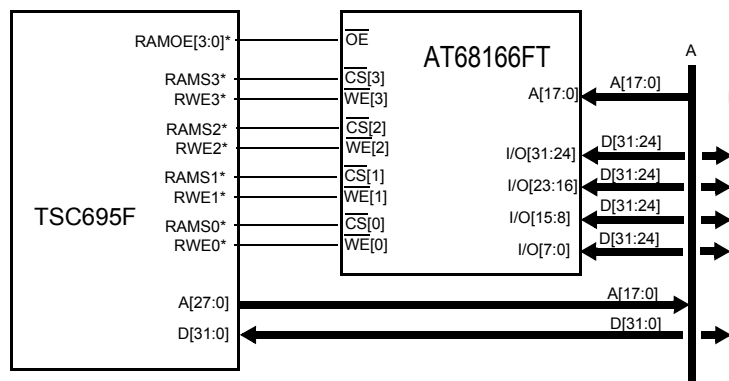 RAMOE[3:0]* OE
AT68166FT
A
RAMS3* CS[3]
A[17:0] A[17:0]
RWE3* WE[3]
RAMS2* CS[2]
RWE2* WE[2]
I/O[31:24] D[31:24]
RAMS1* CS[1]
I/O[23:16] D[31:24]
RWE1* WE[1]
TSC695F
I/O[15:8] D[31:24]
RAMS0* CS[0]
RWE0* WE[0]
I/O[7:0] D[31:24]
A[27:0] A[17:0]
D[31:0] D[31:0]